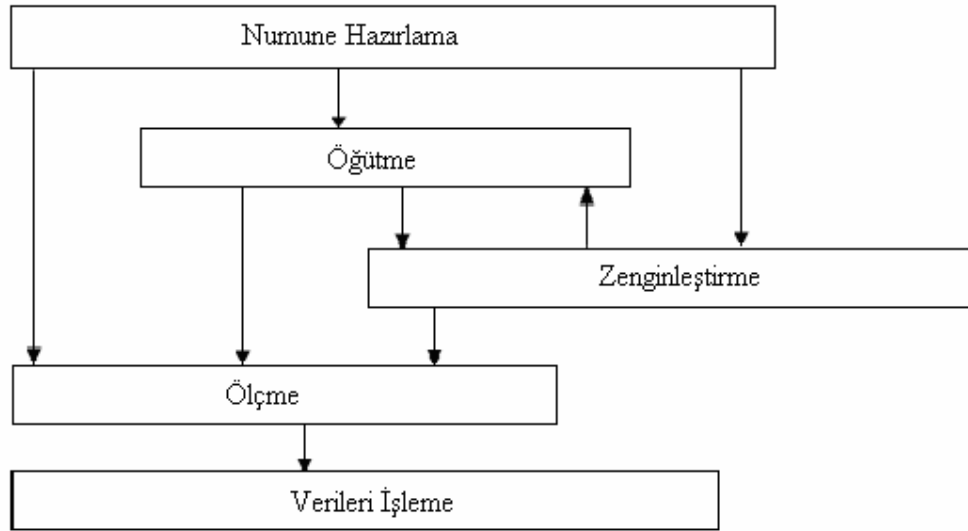 Numune Hazırlama
Öğütme
Zenginleştirme
Ölçme
Verileri İşleme